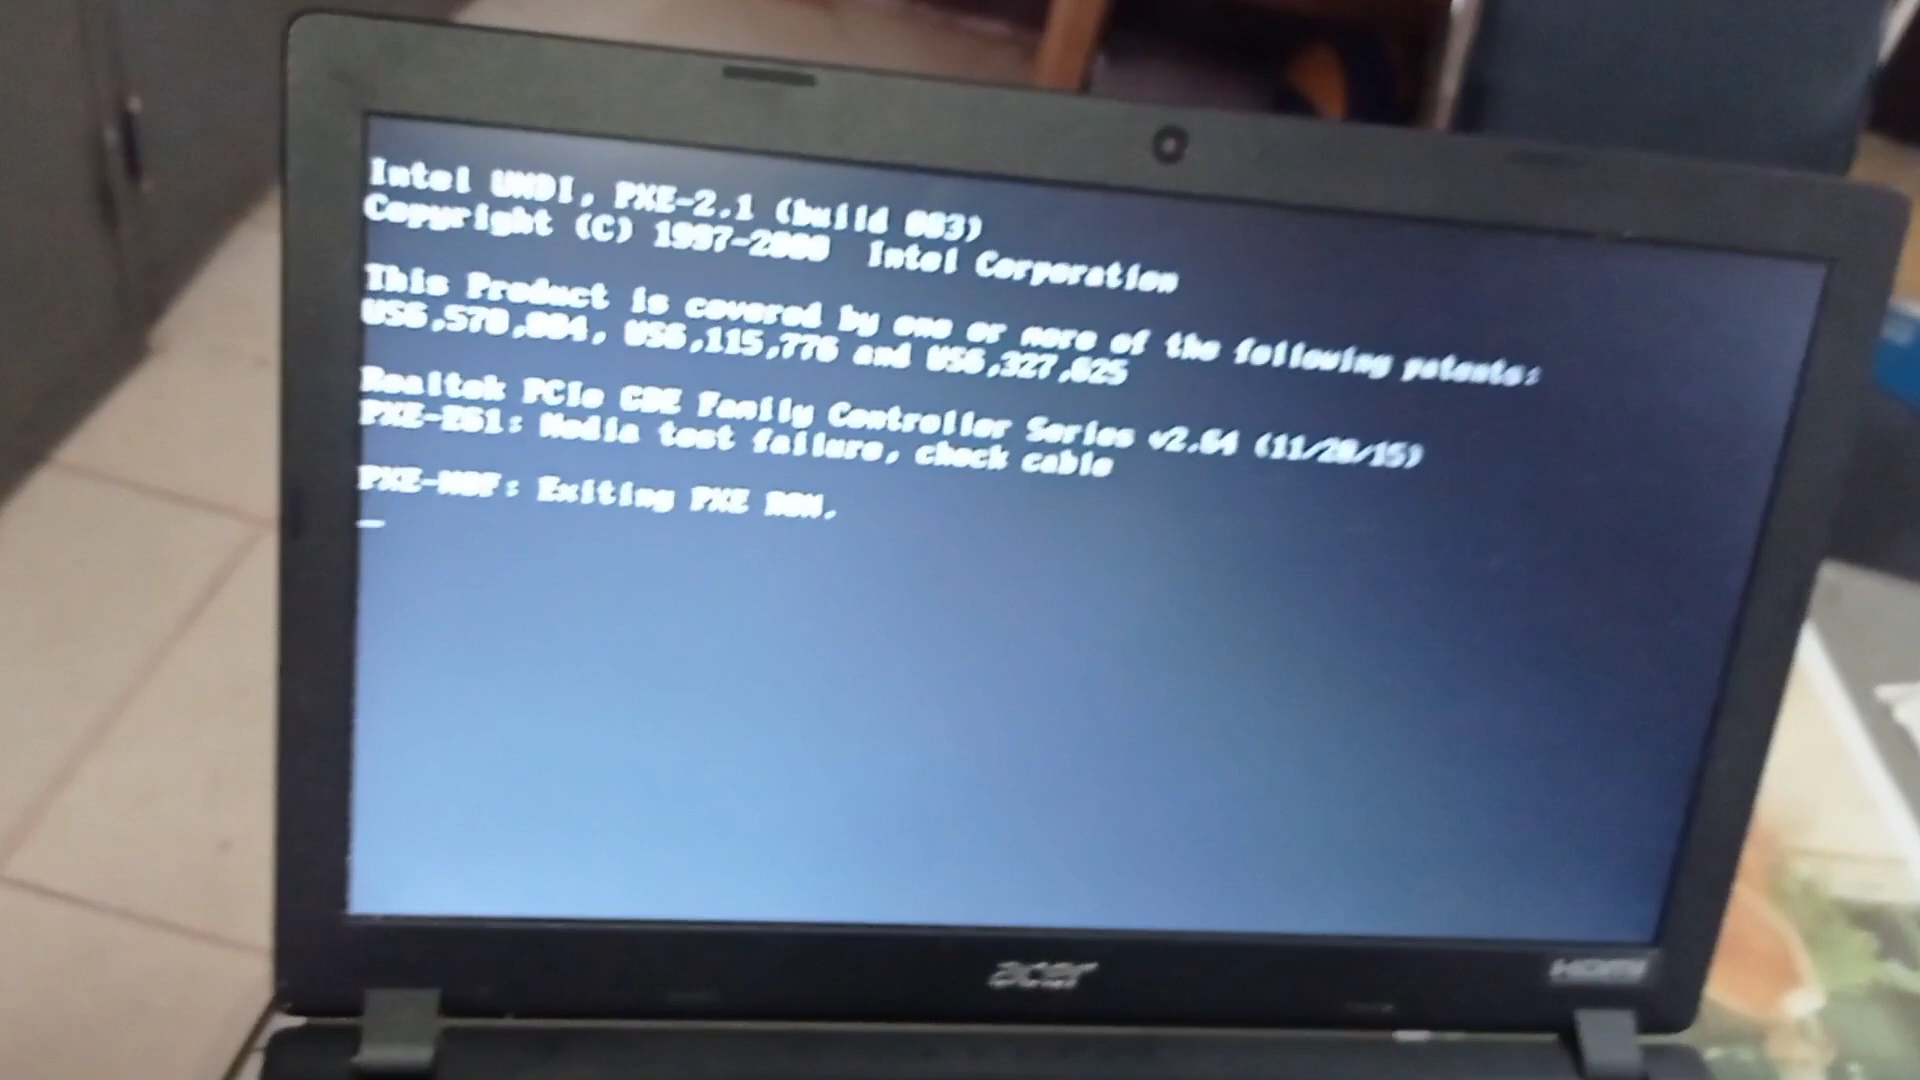 Intel UNDI, PXE-2.1 (build 083)
Copyright (C) 1997-2000 Intel Corporation
This Product is covered by one or more of the following patents:
US6,570,884, US6,115,776 and US6,327,625
Realtek PCIe GBE Family Controller Series v2.64 (11/20/15)
PXE-E61: Media test failure, check cable
PXE-M0F: Exiting PXE ROM.
acer
HDMI